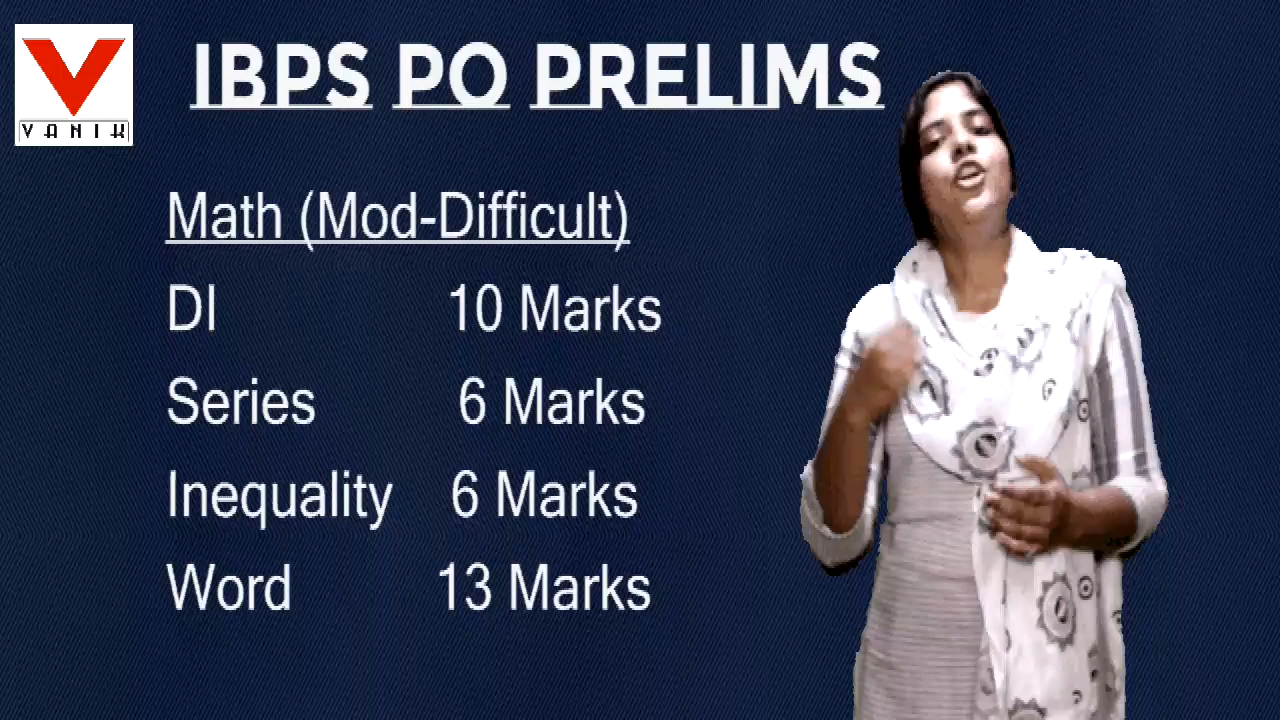 VANIK
IBPS PO PRELIMS
Math (Mod-Difficult)
DI 10 Marks
Series 6 Marks
Inequality 6 Marks
Word 13 Marks